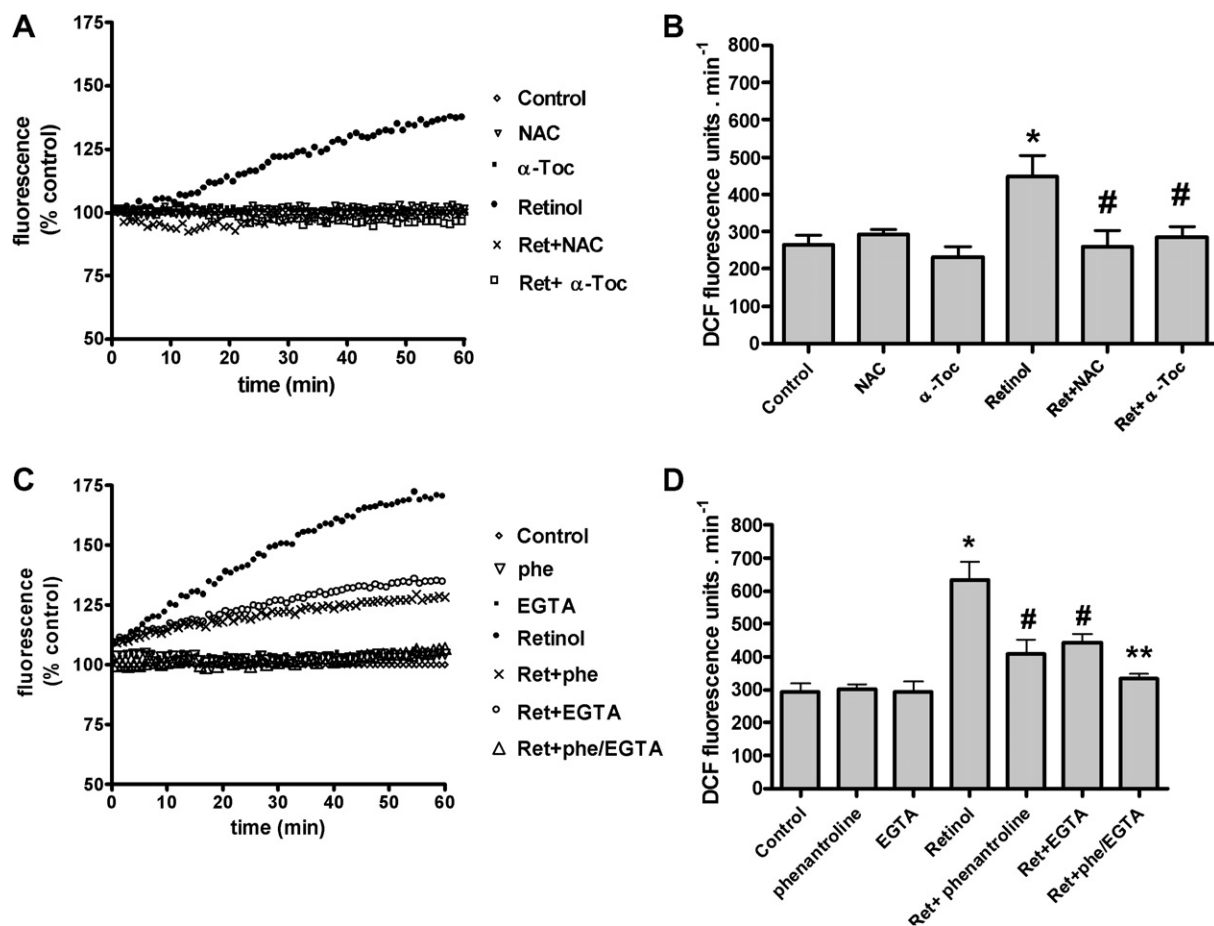 A
fluorescence
(% control)
175
150
125
100
75
50
0
10
20
30
40
50
60
time (min)
Control
NAC
α-Toc
Retinol
Ret+NAC
Ret+ α-Toc
B
DCF fluorescence units . min-1
800
700
600
500
400
300
200
100
0
*
#
#
Control
NAC
α -Toc
Retinol
Ret+NAC
Ret+ α -Toc
C
fluorescence
(% control)
175
150
125
100
75
50
0
10
20
30
40
50
60
time (min)
Control
phe
EGTA
Retinol
Ret+phe
Ret+EGTA
Ret+phe/EGTA
D
DCF fluorescence units . min-1
800
700
600
500
400
300
200
100
0
*
#
#
**
Control
phenantroline
EGTA
Retinol
Ret+ phenantroline
Ret+EGTA
Ret+phe/EGTA